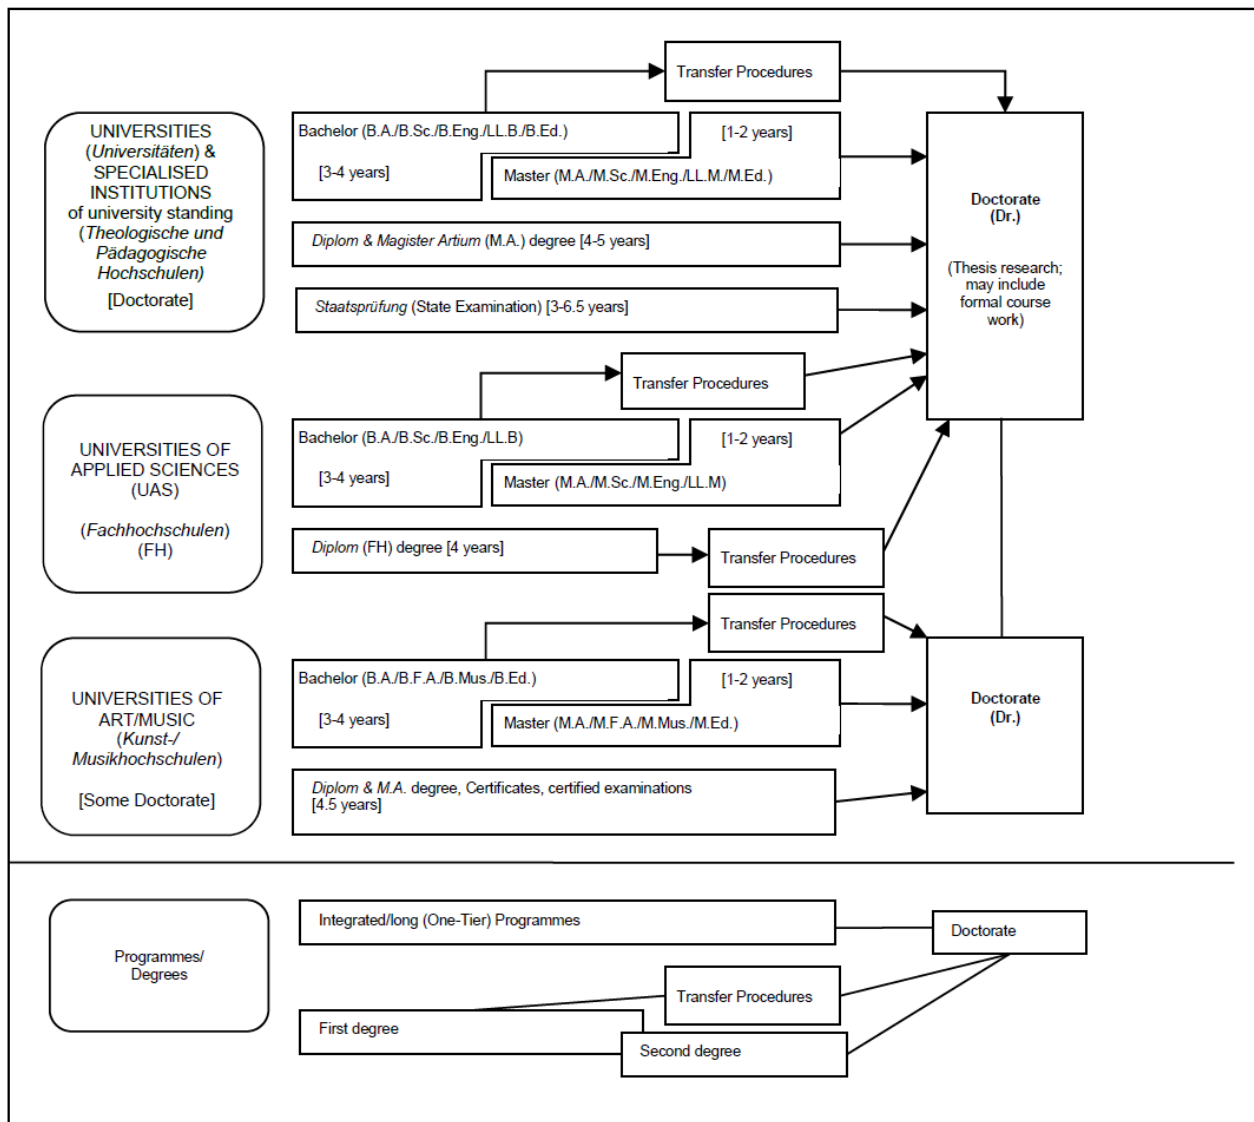 Transfer Procedures
UNIVERSITIES
(Universitäten) &
SPECIALISED
INSTITUTIONS
of university standing
(Theologische und
Pädagogische
Hochschulen)
[Doctorate]
Bachelor (B.A./B.Sc./B.Eng./LL.B./B.Ed.)
[3-4 years]
[1-2 years]
Master (M.A./M.Sc./M.Eng./LL.M./M.Ed.)
Diplom & Magister Artium (M.A.) degree [4-5 years]
Staatsprüfung (State Examination) [3-6.5 years]
Doctorate
(Dr.)
(Thesis research;
may include
formal course
work)
Transfer Procedures
UNIVERSITIES OF
APPLIED SCIENCES
(UAS)
(Fachhochschulen)
(FH)
Bachelor (B.A./B.Sc./B.Eng./LL.B)
[3-4 years]
[1-2 years]
Master (M.A./M.Sc./M.Eng./LL.M)
Diplom (FH) degree [4 years]
Transfer Procedures
Transfer Procedures
UNIVERSITIES OF
ART/MUSIC
(Kunst-/
Musikhochschulen)
[Some Doctorate]
Bachelor (B.A./B.F.A./B.Mus./B.Ed.)
[3-4 years]
[1-2 years]
Master (M.A./M.F.A./M.Mus./M.Ed.)
Diplom & M.A. degree, Certificates, certified examinations
[4.5 years]
Doctorate
(Dr.)
Programmes/
Degrees
Integrated/long (One-Tier) Programmes
Doctorate
Transfer Procedures
First degree
Second degree